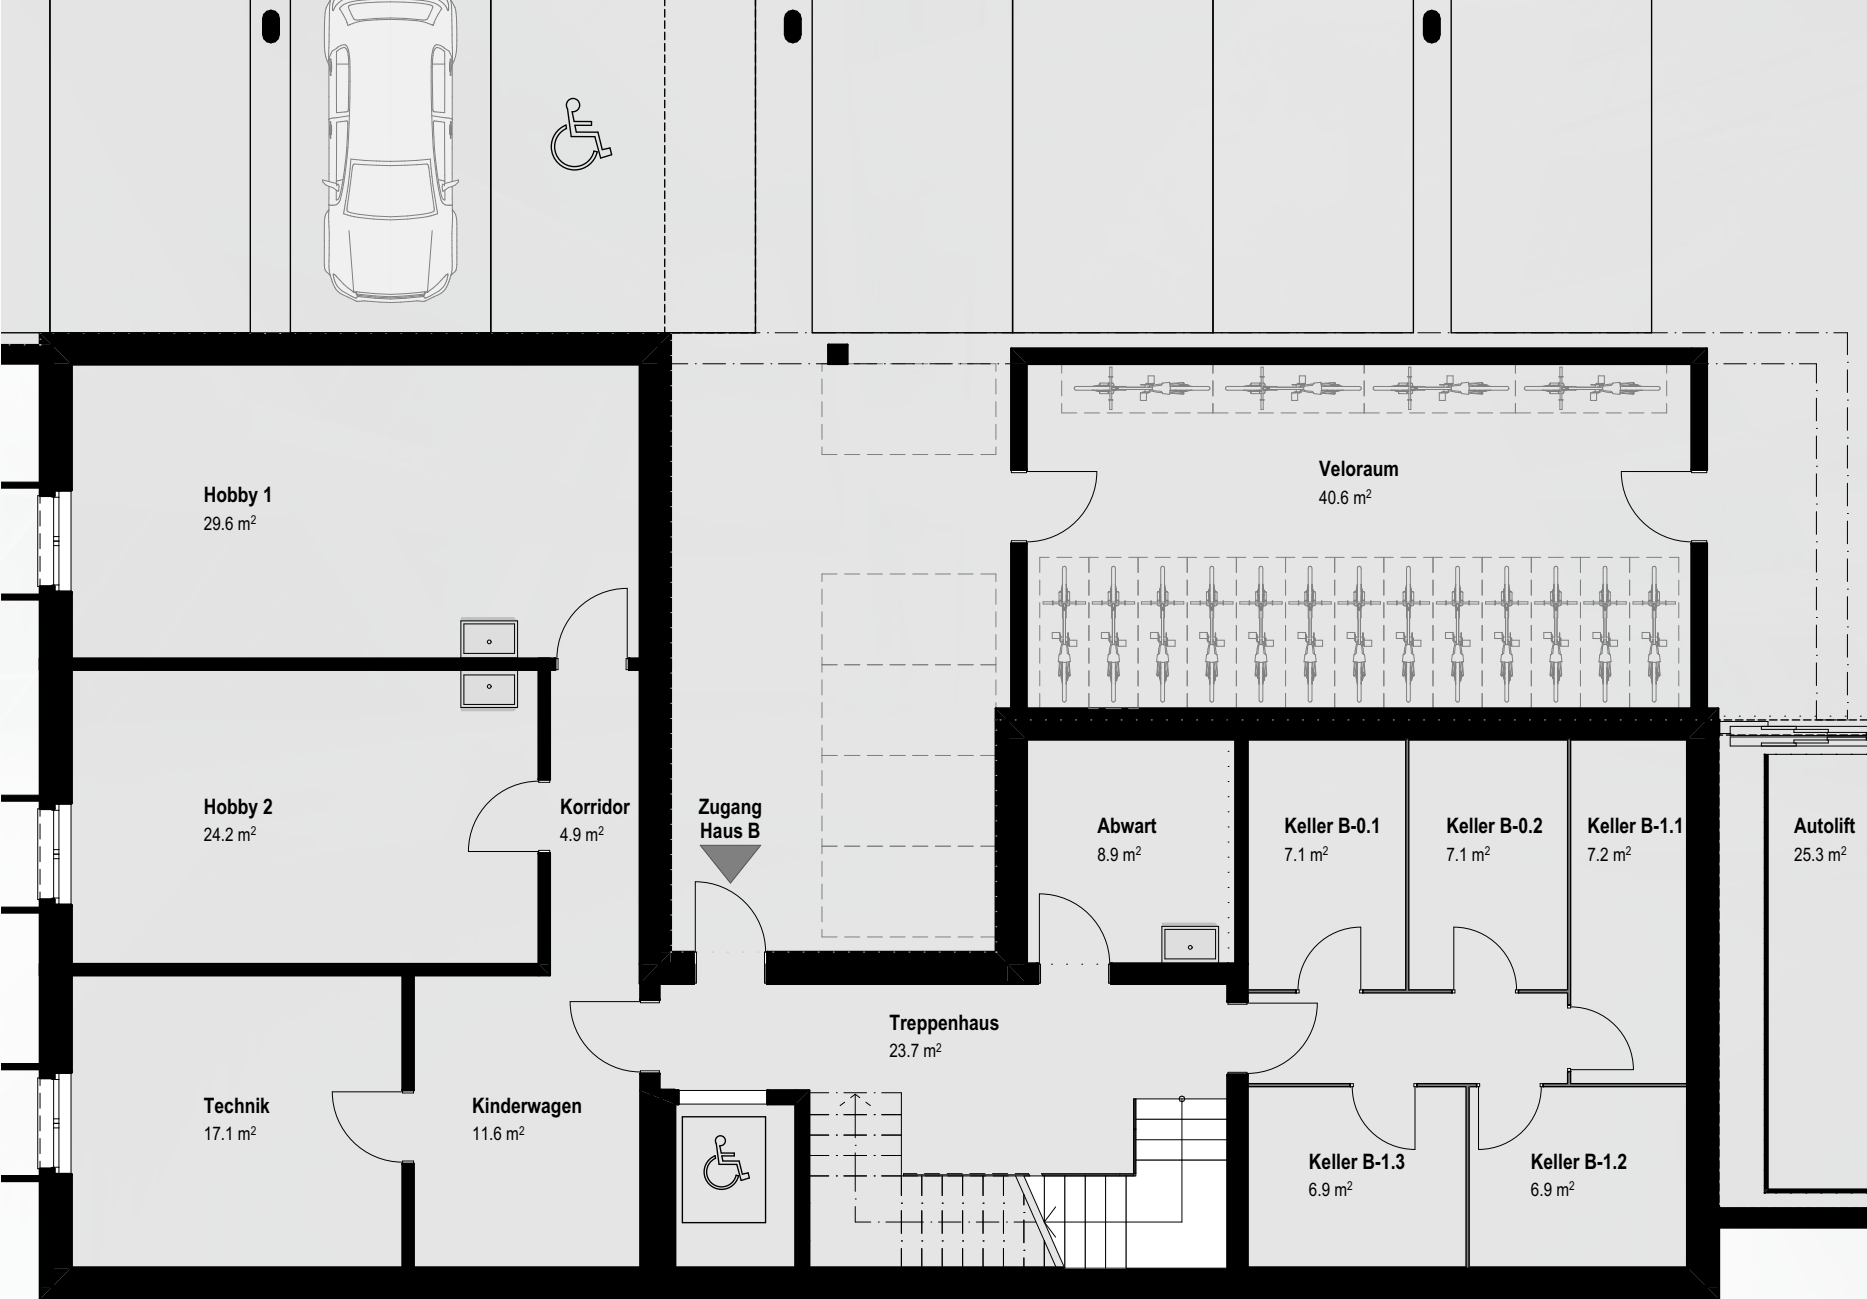 Hobby 1
29.6 m²
Veloraum
40.6 m²
Hobby 2
24.2 m²
Korridor
4.9 m²
Zugang
Haus B
Abwart
8.9 m²
Keller B-0.1
7.1 m²
Keller B-0.2
7.1 m²
Keller B-1.1
7.2 m²
Autolift
25.3 m²
Treppenhaus
23.7 m²
Technik
17.1 m²
Kinderwagen
11.6 m²
Keller B-1.3
6.9 m²
Keller B-1.2
6.9 m²